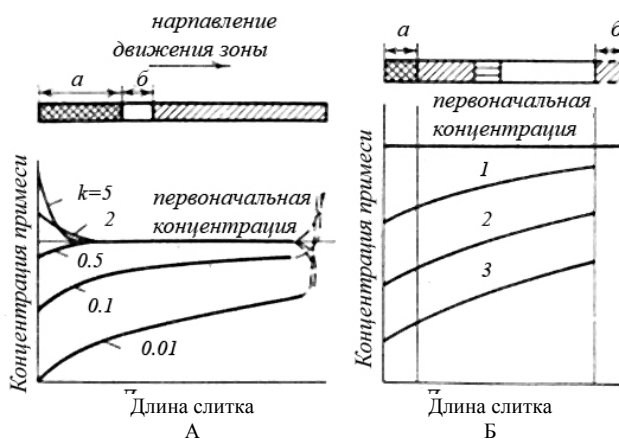 нарпавление
движения зоны
а
б
k=5
2
первоначальная
концентрация
0.5
0.1
0.01
Концентрация примеси
Длина слитка
А
а
б
первоначальная
концентрация
1
2
3
Концентрация примеси
Длина слитка
Б